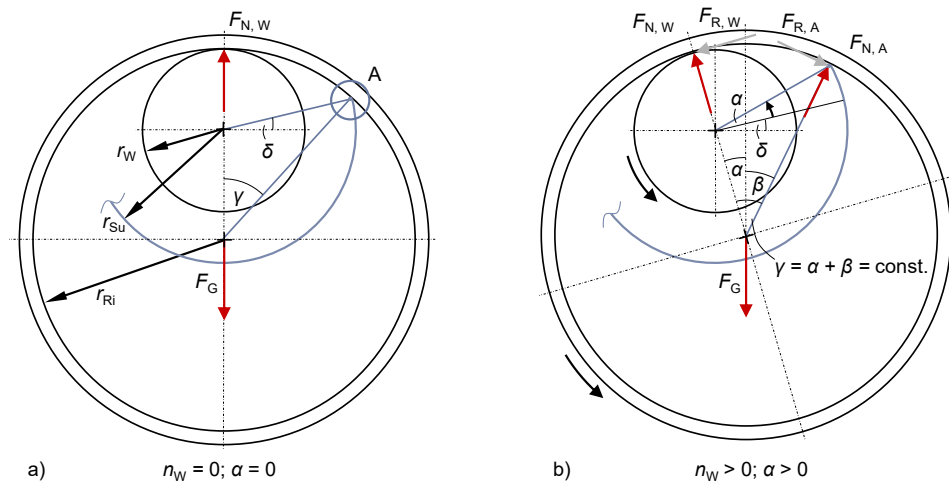 F_N, W
A
δ
r_W
γ
r_Su
F_G
r_Ri
a)
n_W = 0; α = 0
F_N, W
F_R, W
F_R, A
F_N, A
α
δ
α
β
γ = α + β = const.
F_G
b)
n_W > 0; α > 0